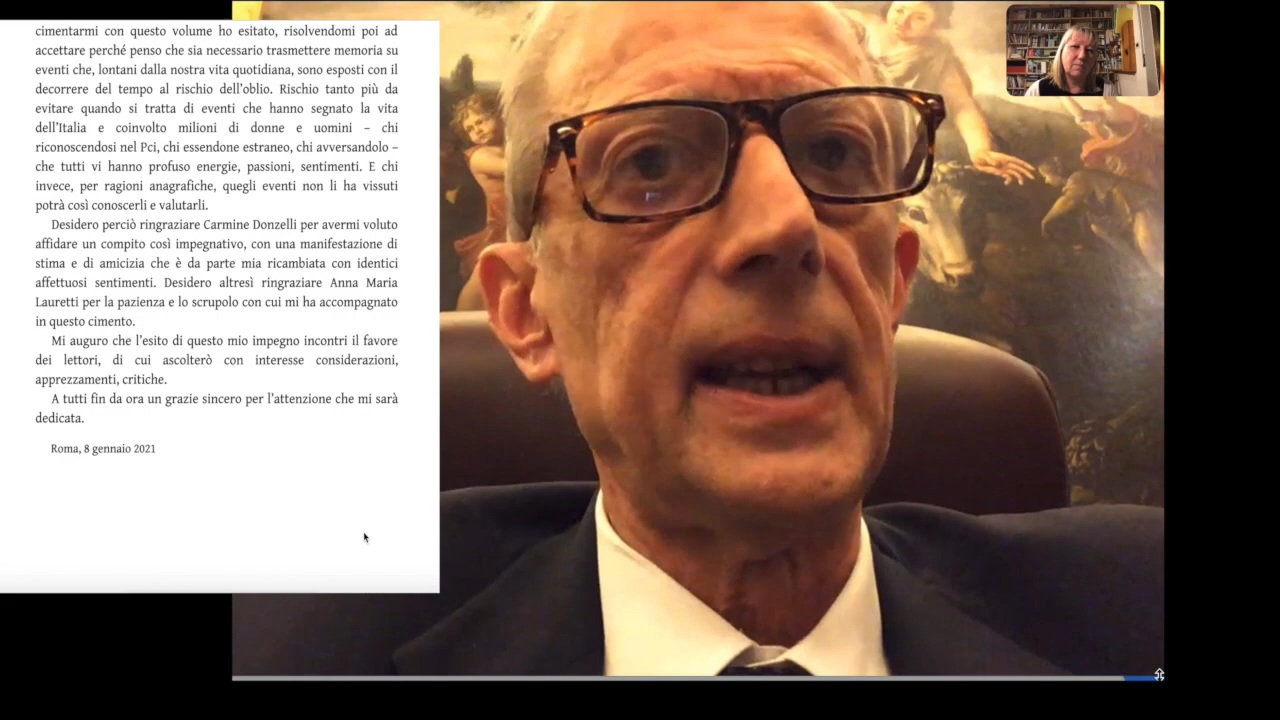 cimentarmi con questo volume ho esitato, risolvendomi poi ad
accettare perché penso che sia necessario trasmettere memoria su
eventi che, lontani dalla nostra vita quotidiana, sono esposti con il
decorrere del tempo al rischio dell’oblio. Rischio tanto più da
evitare quando si tratta di eventi che hanno segnato la vita
dell’Italia e coinvolto milioni di donne e uomini – chi
riconoscendosi nel Pci, chi essendone estraneo, chi avversandolo –
che tutti vi hanno profuso energie, passioni, sentimenti. E chi
invece, per ragioni anagrafiche, quegli eventi non li ha vissuti
potrà così conoscerli e valutarli.
Desidero perciò ringraziare Carmine Donzelli per avermi voluto
affidare un compito così impegnativo, con una manifestazione di
stima e di amicizia che è da parte mia ricambiata con identici
affettuosi sentimenti. Desidero altresì ringraziare Anna Maria
Lauretti per la pazienza e lo scrupolo con cui mi ha accompagnato
in questo cimento.
Mi auguro che l’esito di questo mio impegno incontri il favore
dei lettori, di cui ascolterò con interesse considerazioni,
apprezzamenti, critiche.
A tutti fin da ora un grazie sincero per l’attenzione che mi sarà
dedicata.
Roma, 8 gennaio 2021